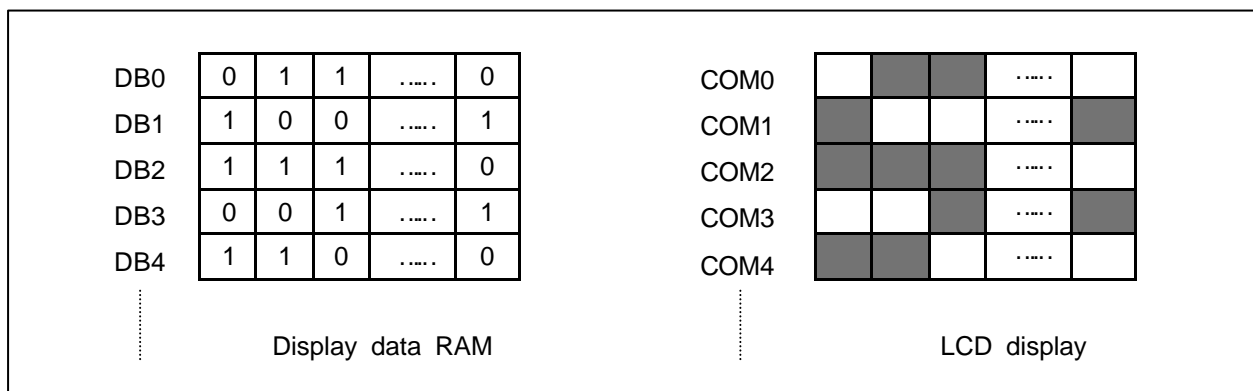 DB0 0 1 1 ..... 0 COM0 .....
DB1 1 0 0 ..... 1 COM1 .....
DB2 1 1 1 ..... 0 COM2 .....
DB3 0 0 1 ..... 1 COM3 .....
DB4 1 1 0 ..... 0 COM4 .....
Display data RAM LCD display